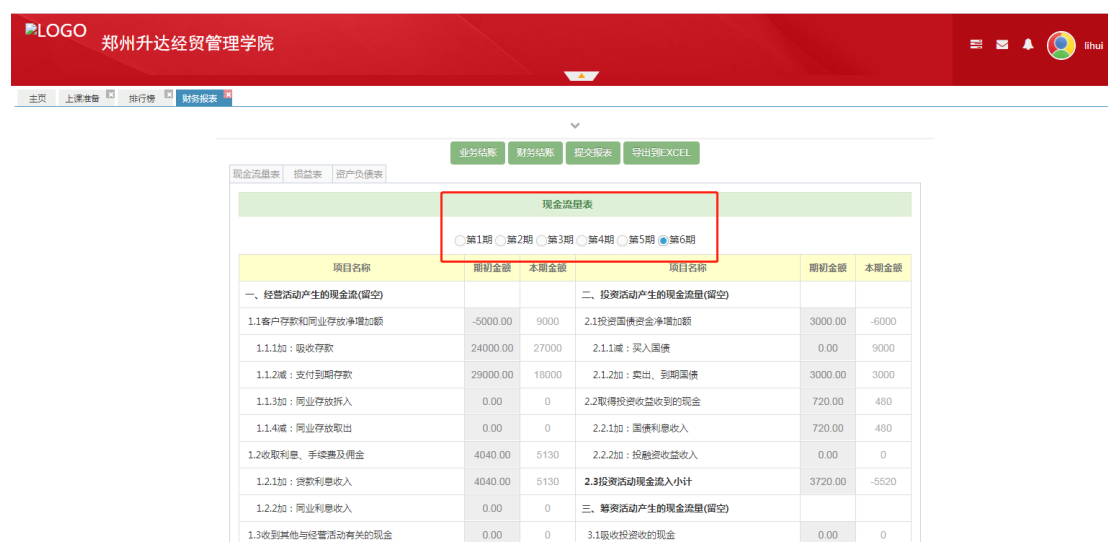 LOGO
郑州升达经贸管理学院
lihui
主页 上课准备 排行榜 财务报表
业务结账 财务结账 提交报表 导出到EXCEL
现金流量表 损益表 资产负债表
现金流量表
第1期 第2期 第3期 第4期 第5期 第6期
项目名称 期初金额 本期金额 项目名称 期初金额 本期金额
一、经营活动产生的现金流(留空) 二、投资活动产生的现金流量(留空)
1.1客户存款和同业存放净增加额 -5000.00 9000 2.1投资国债资金净增加额 3000.00 -6000
1.1.1加：吸收存款 24000.00 27000 2.1.1减：买入国债 0.00 9000
1.1.2减：支付到期存款 29000.00 18000 2.1.2加：卖出、到期国债 3000.00 3000
1.1.3加：同业存放拆入 0.00 0 2.2取得投资收益收到的现金 720.00 480
1.1.4减：同业存放取出 0.00 0 2.2.1加：国债利息收入 720.00 480
1.2收取利息、手续费及佣金 4040.00 5130 2.2.2加：投融资收益收入 0.00 0
1.2.1加：贷款利息收入 4040.00 5130 2.3投资活动现金流入小计 3720.00 -5520
1.2.2加：同业利息收入 0.00 0 三、筹资活动产生的现金流量(留空)
1.3收到其他与经营活动有关的现金 0.00 0 3.1吸收投资收的现金 0.00 0